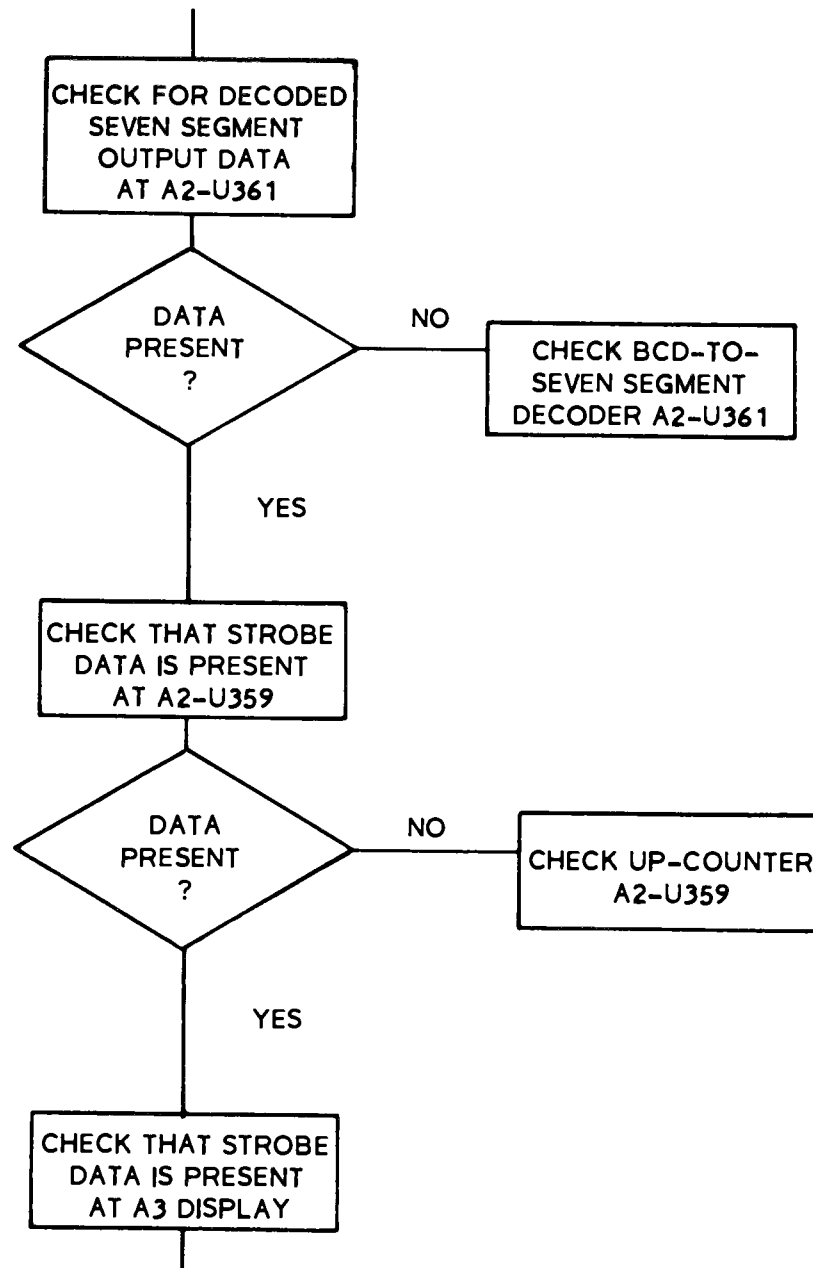 CHECK FOR DECODED
SEVEN SEGMENT
OUTPUT DATA
AT A2-U361
DATA
PRESENT
?
NO
CHECK BCD-TO-
SEVEN SEGMENT
DECODER A2-U361
YES
CHECK THAT STROBE
DATA IS PRESENT
AT A2-U359
DATA
PRESENT
?
NO
CHECK UP-COUNTER
A2-U359
YES
CHECK THAT STROBE
DATA IS PRESENT
AT A3 DISPLAY